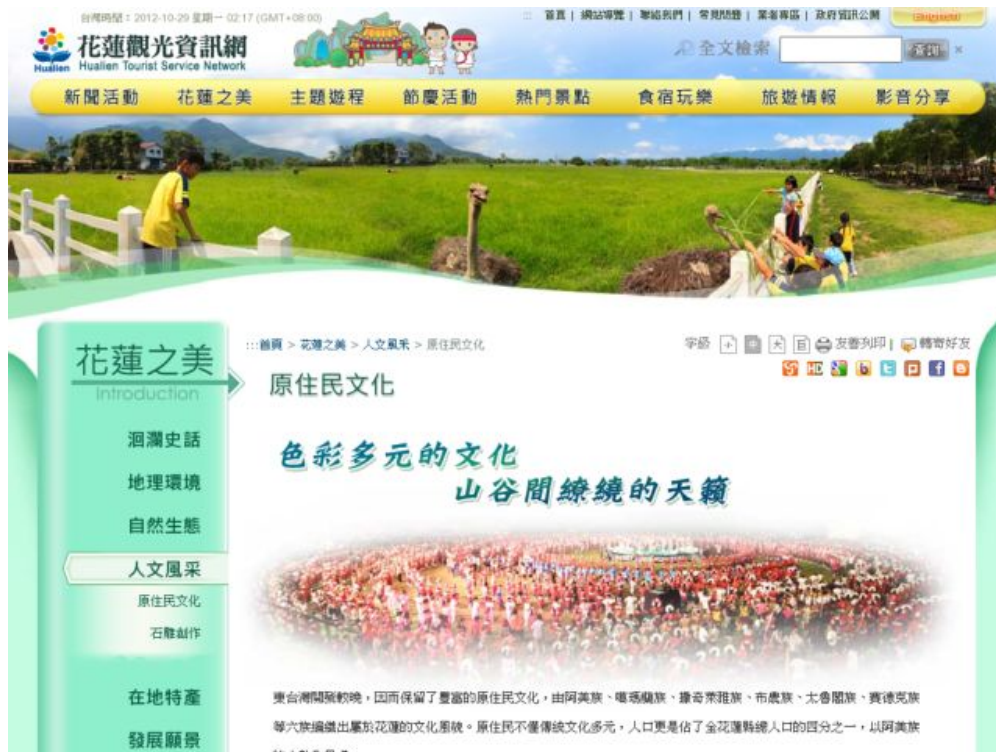 台灣時間：2012-10-29 星期一 02:17 (GMT+08:00)
首頁 | 網站導覽 | 聯絡我們 | 常見問題 | 業者專區 | 政府資訊公開
English
花蓮觀光資訊網
Hualien
Hualien Tourist Service Network
全文檢索
查詢
新聞活動 花蓮之美 主題遊程 節慶活動 熱門景點 食宿玩樂 旅遊情報 影音分享
花蓮之美
Introduction
洄瀾史話
地理環境
自然生態
人文風采
原住民文化
石雕創作
在地特產
發展願景
:::首頁 > 花蓮之美 > 人文風采 > 原住民文化
字級 小 中 大 友善列印 | 轉寄好友
原住民文化
色彩多元的文化
山谷間繚繞的天籟
東台灣開發較晚，因而保留了豐富的原住民文化，由阿美族、噶瑪蘭族、撒奇萊雅族、布農族、太魯閣族、賽德克族
等六族編織出屬於花蓮的文化風貌。原住民不僅傳統文化多元，人口更是佔了全花蓮縣總人口的四分之一，以阿美族